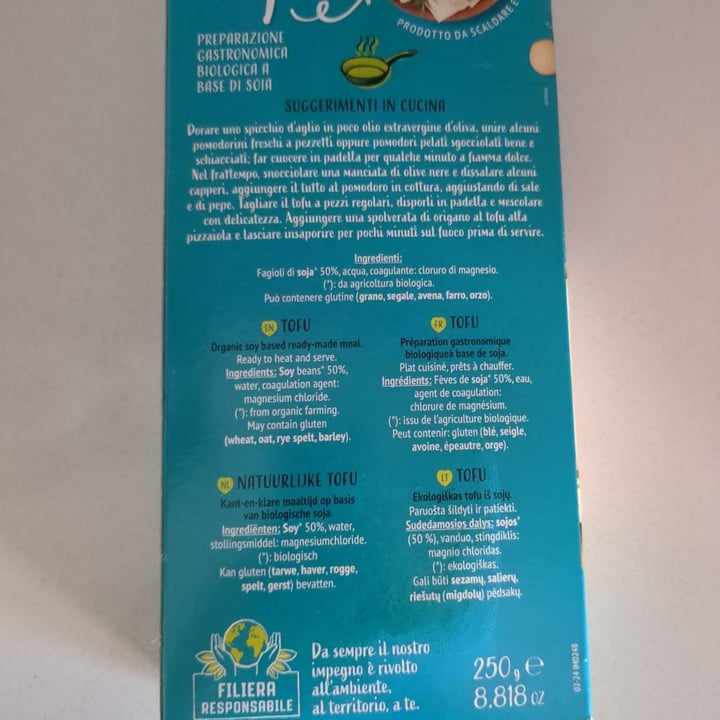 PREPARAZIONE
GASTRONOMICA
BIOLOGICA A
BASE DI SOIA
PRODOTTO DA SCALDARE E
SUGGERIMENTI IN CUCINA
Dorare uno spicchio d'aglio in poco olio extravergine d'oliva, unire alcuni
pomodorini freschi a pezzetti oppure pomodori pelati sgocciolati bene e
schiacciati; far cuocere in padella per qualche minuto a fiamma dolce.
Nel frattempo, snocciolare una manciata di olive nere e dissalare alcuni
capperi, aggiungere il tutto al pomodoro in cottura, aggiustando di sale
e di pepe. Tagliare il tofu a pezzi regolari, disporli in padella e mescolare
con delicatezza. Aggiungere una spolverata di origano al tofu alla
pizzaiola e lasciare insaporire per pochi minuti sul fuoco prima di servire.
Ingredienti:
Fagioli di soia* 50%, acqua, coagulante: cloruro di magnesio.
(*): da agricoltura biologica.
Può contenere glutine (grano, segale, avena, farro, orzo).
EN TOFU
Organic soy based ready-made meal.
Ready to heat and serve.
Ingredients: Soy beans* 50%,
water, coagulation agent:
magnesium chloride.
(*): from organic farming.
May contain gluten
(wheat, oat, rye spelt, barley).
FR TOFU
Préparation gastronomique
biologiqueà base de soja.
Plat cuisiné, prêts à chauffer.
Ingrédients: Fèves de soja* 50%, eau,
agent de coagulation:
chlorure de magnésium.
(*): issu de l'agriculture biologique.
Peut contenir: gluten (blé, seigle,
avoine, épeautre, orge).
NL NATUURLIJKE TOFU
Kant-en-klare maaltijd op basis
van biologische soja.
Ingrediënten: Soy* 50%, water,
stollingsmiddel: magnesiumchloride.
(*): biologisch
Kan gluten (tarwe, haver, rogge,
spelt, gerst) bevatten.
LT TOFU
Ekologiškas tofu iš sojų.
Paruošta šildyti ir patiekti.
Sudedamosios dalys: sojos*
(50 %), vanduo, stingdiklis:
magnio chloridas.
(*): ekologiškas.
Gali būti sezamų, salierų,
riešutų (migdolų) pėdsakų.
FILIERA
RESPONSABILE
Da sempre il nostro
impegno è rivolto
all'ambiente,
al territorio, a te.
250g ℮
8.818 oz